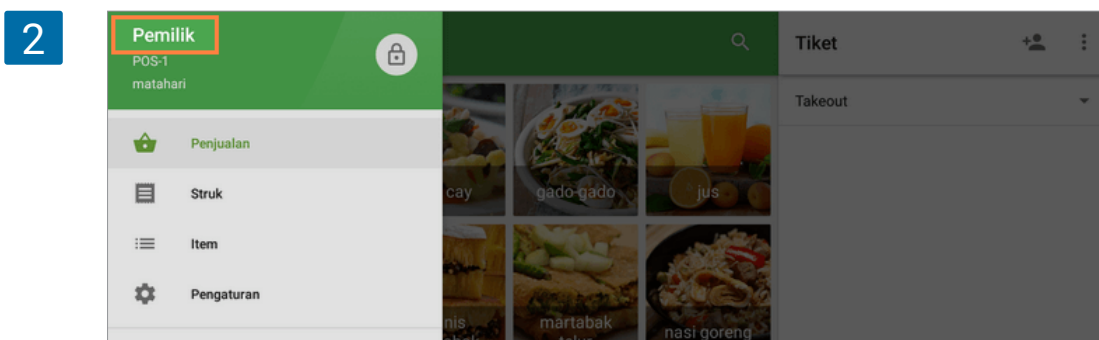 2
Pemilik
POS-1
matahari
Penjualan
Struk
Item
Pengaturan
cay
gado-gado
jus
nis
martabak
nasi goreng
Tiket
Takeout